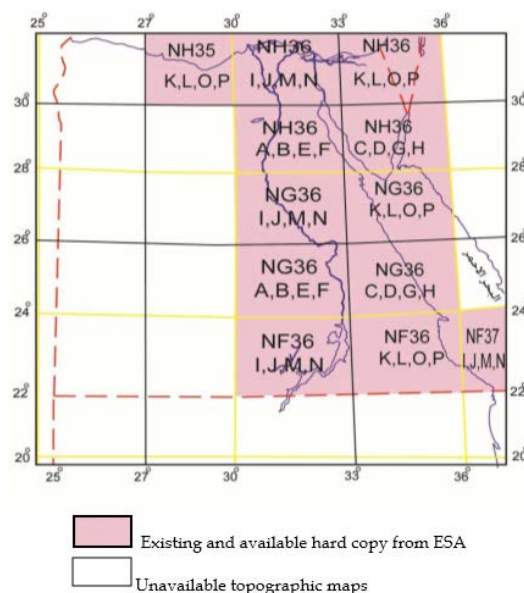 25° 27° 30° 33° 36°
NH35 NH36 NH36
K,L,O,P I,J,M,N K,L,O,P
30 30
NH36 NH36
A,B,E,F C,D,G,H
28 28
NG36 NG36
I,J,M,N K,L,O,P
26 26
البحر الاحمر
NG36 NG36
A,B,E,F C,D,G,H
24 24
NF36 NF36 NF37
I,J,M,N K,L,O,P I,J,M,N
22° 22°
20° 20°
25° 27° 30° 33 36°
Existing and available hard copy from ESA
Unavailable topographic maps